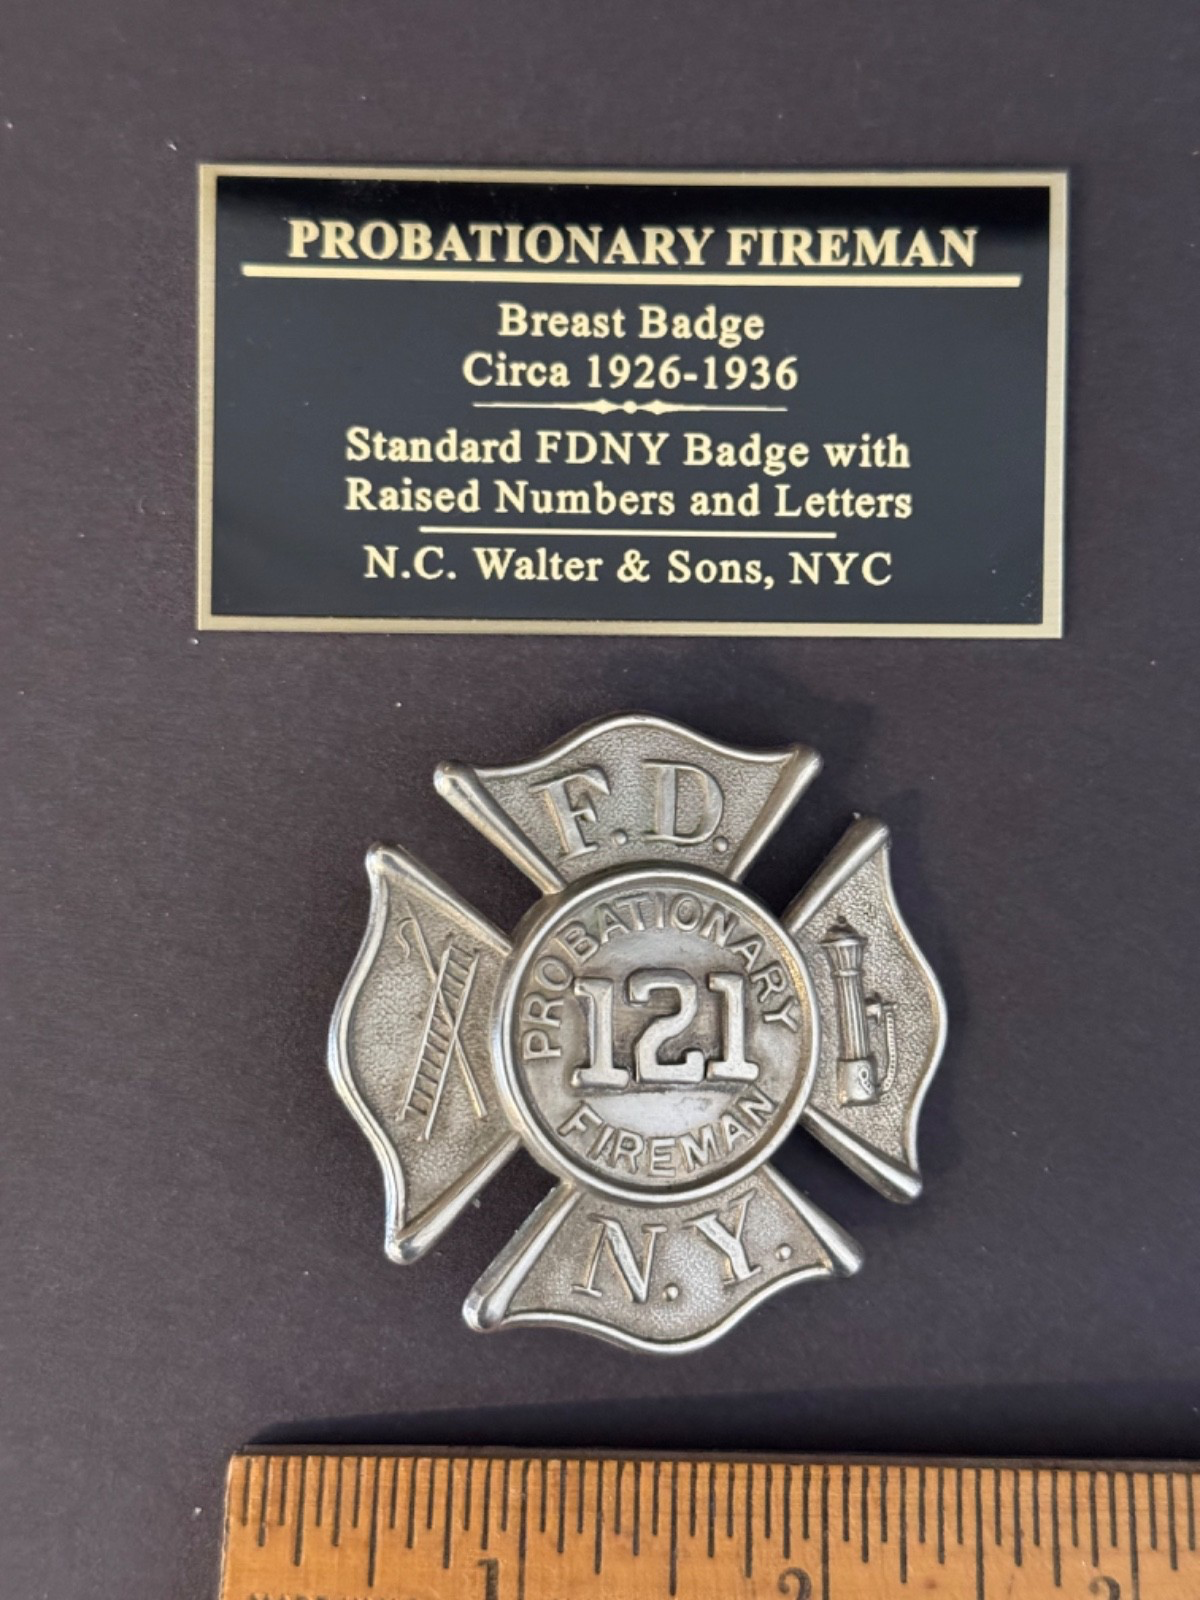 PROBATIONARY FIREMAN
Breast Badge
Circa 1926-1936
Standard FDNY Badge with
Raised Numbers and Letters
N.C. Walter & Sons, NYC
F.D.
PROBATIONARY
121
FIREMAN
N.Y.
1
2
3